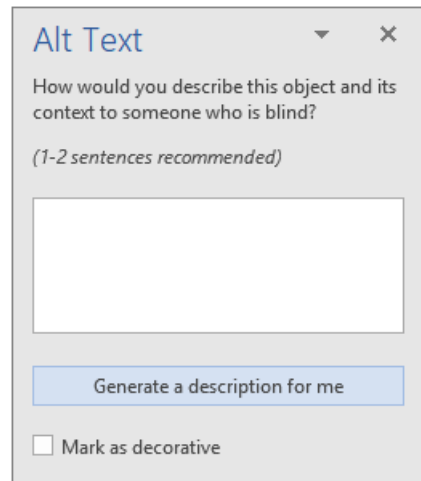 Alt Text
How would you describe this object and its
context to someone who is blind?
(1-2 sentences recommended)
Generate a description for me
Mark as decorative